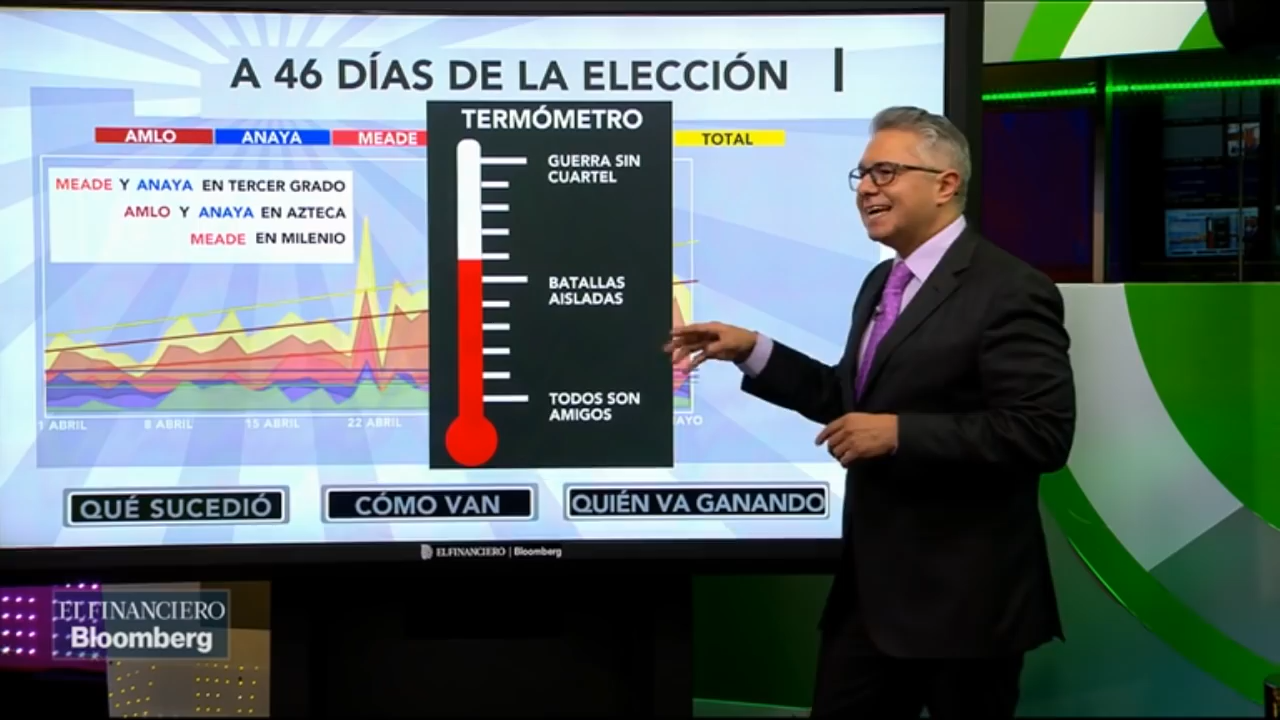 A 46 DÍAS DE LA ELECCIÓN
AMLO
ANAYA
MEADE
TOTAL
TERMÓMETRO
GUERRA SIN
CUARTEL
BATALLAS
AISLADAS
TODOS SON
AMIGOS
MEADE Y ANAYA EN TERCER GRADO
AMLO Y ANAYA EN AZTECA
MEADE EN MILENIO
1 ABRIL
8 ABRIL
15 ABRIL
22 ABRIL
QUÉ SUCEDIÓ
CÓMO VAN
QUIÉN VA GANANDO
EL FINANCIERO | Bloomberg
EL FINANCIERO
Bloomberg